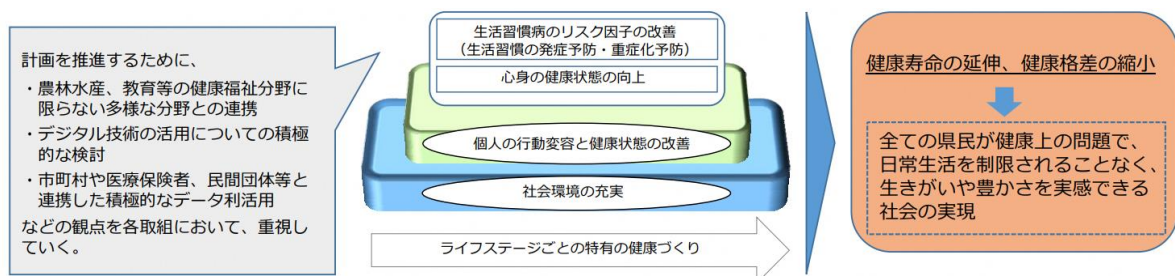 計画を推進するために、
・農林水産、教育等の健康福祉分野に
限らない多様な分野との連携
・デジタル技術の活用についての積極
的な検討
・市町村や医療保険者、民間団体等と
連携した積極的なデータ利活用
などの観点を各取組において、重視し
ていく。
生活習慣病のリスク因子の改善
（生活習慣の発症予防・重症化予防）
心身の健康状態の向上
個人の行動変容と健康状態の改善
社会環境の充実
ライフステージごとの特有の健康づくり
健康寿命の延伸、健康格差の縮小
全ての県民が健康上の問題で、
日常生活を制限されることなく、
生きがいや豊かさを実感できる
社会の実現